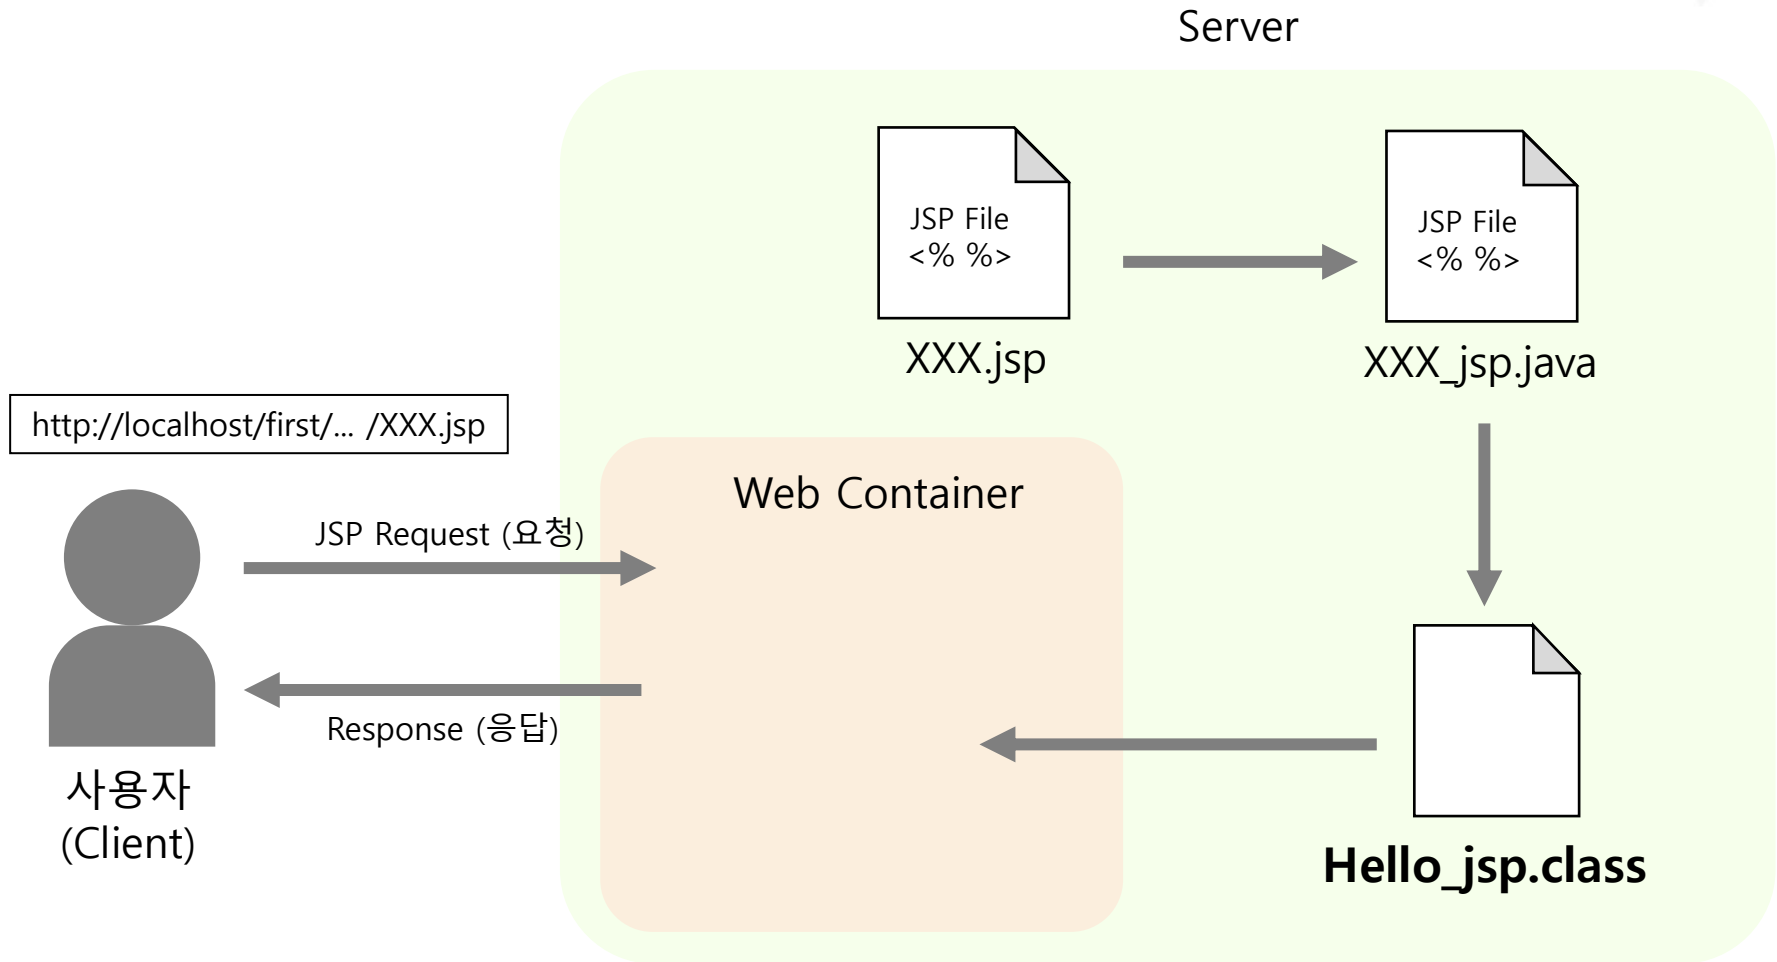 Server
JSP File
<% %>
XXX.jsp
JSP File
<% %>
XXX_jsp.java
http://localhost/first/... /XXX.jsp
Web Container
JSP Request (요청)
Response (응답)
사용자
(Client)
Hello_jsp.class